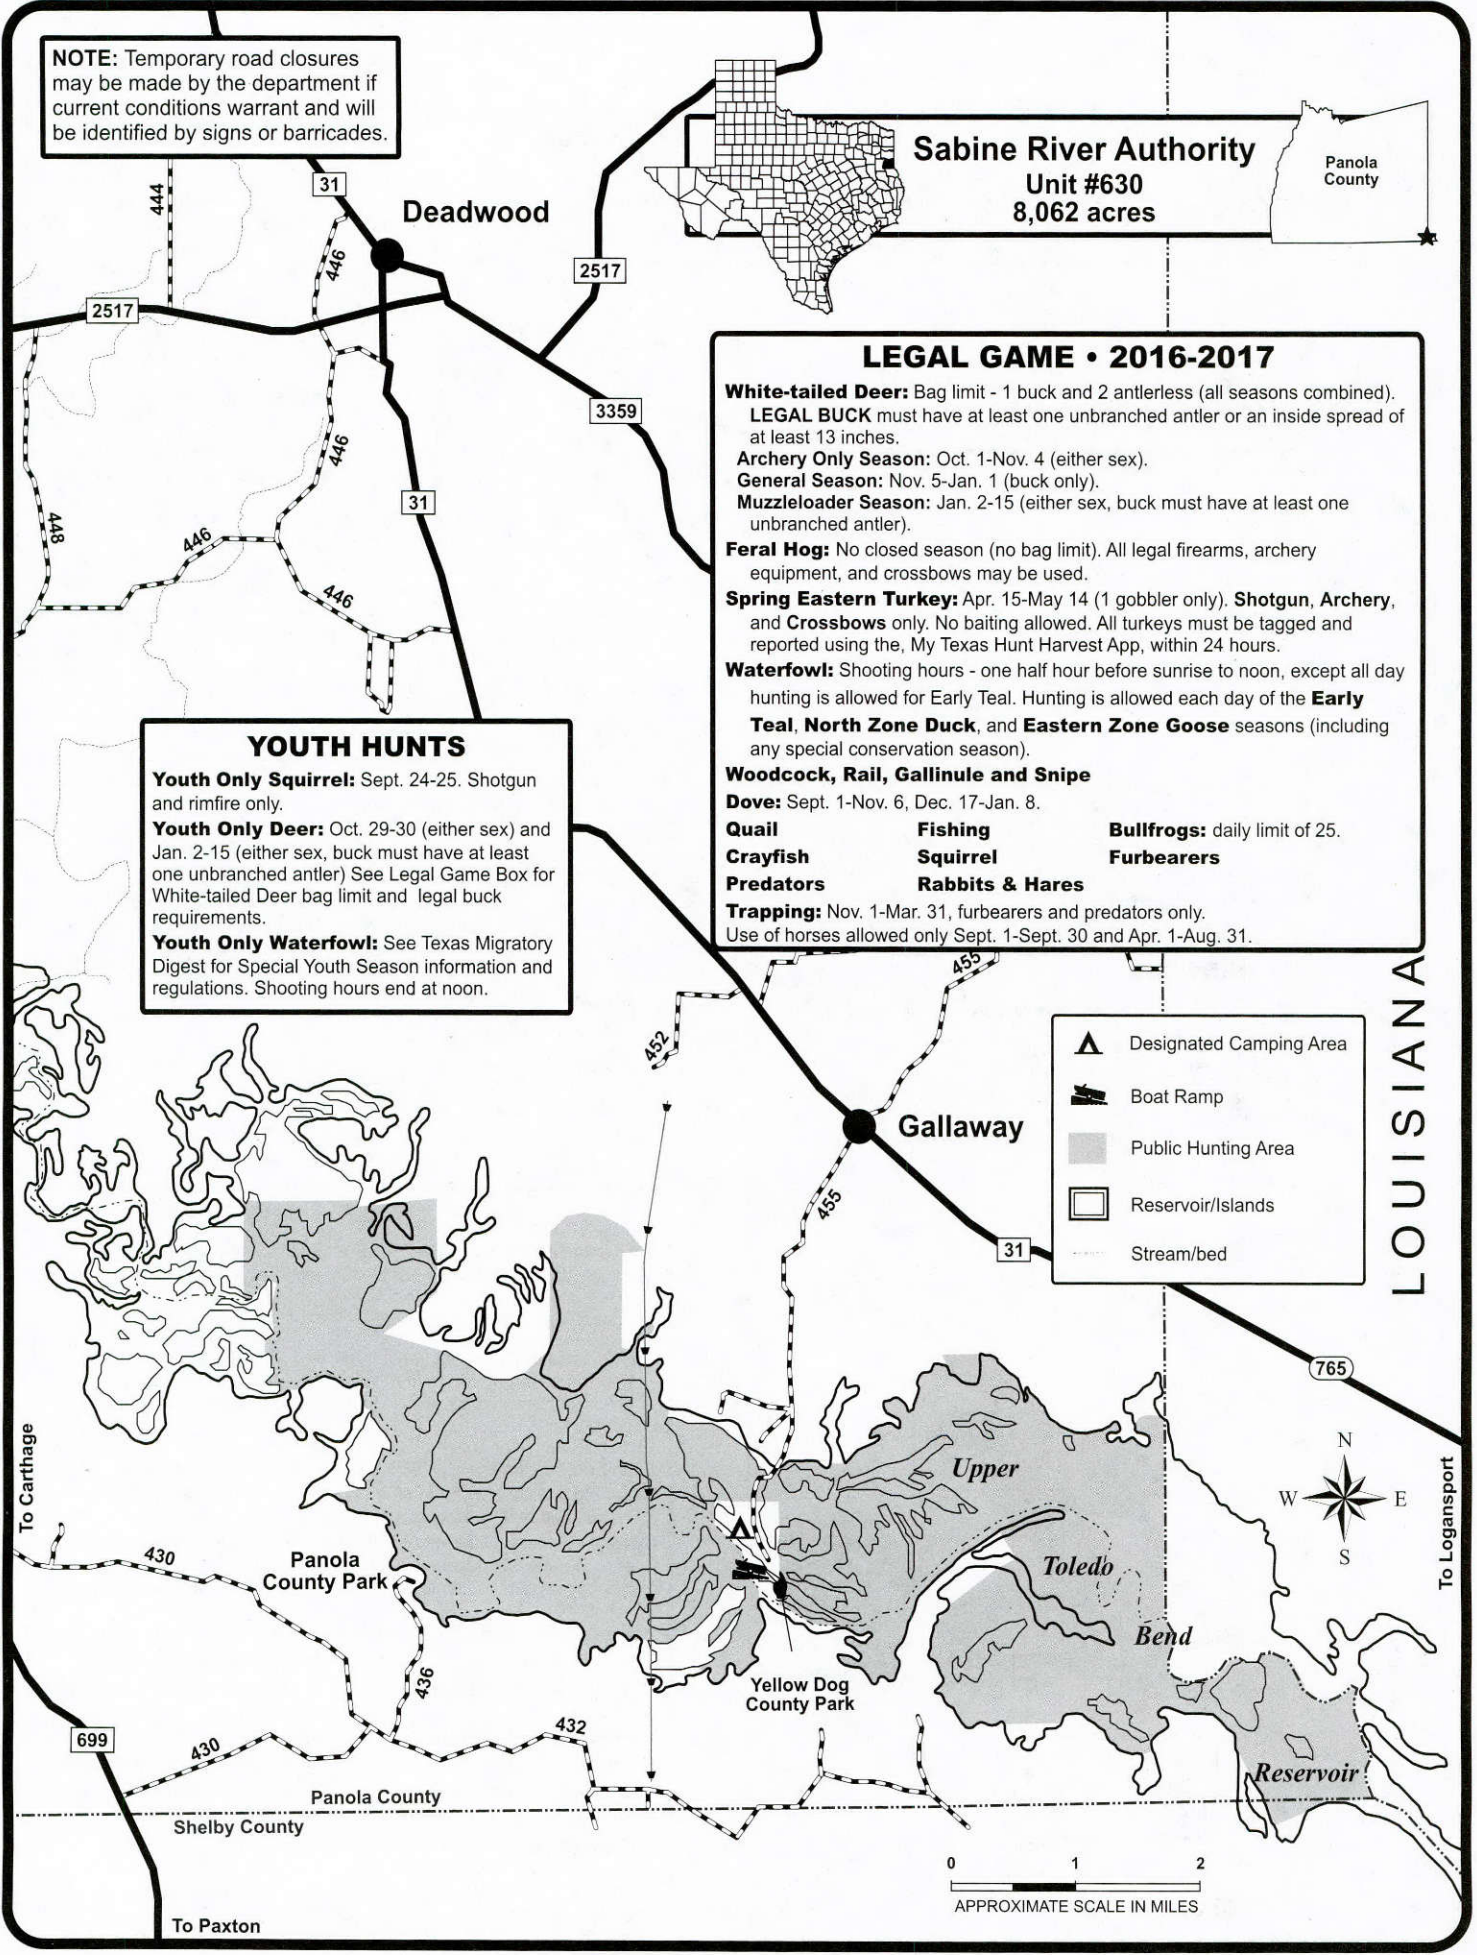 NOTE: Temporary road closures
may be made by the department if
current conditions warrant and will
be identified by signs or barricades.
Sabine River Authority
Unit #630
8,062 acres
Panola
County
444
31
Deadwood
446
2517
2517
3359
446
31
448
446
446
LEGAL GAME • 2016-2017
White-tailed Deer: Bag limit - 1 buck and 2 antlerless (all seasons combined).
LEGAL BUCK must have at least one unbranched antler or an inside spread of
at least 13 inches.
Archery Only Season: Oct. 1-Nov. 4 (either sex).
General Season: Nov. 5-Jan. 1 (buck only).
Muzzleloader Season: Jan. 2-15 (either sex, buck must have at least one
unbranched antler).
Feral Hog: No closed season (no bag limit). All legal firearms, archery
equipment, and crossbows may be used.
Spring Eastern Turkey: Apr. 15-May 14 (1 gobbler only). Shotgun, Archery,
and Crossbows only. No baiting allowed. All turkeys must be tagged and
reported using the, My Texas Hunt Harvest App, within 24 hours.
Waterfowl: Shooting hours - one half hour before sunrise to noon, except all day
hunting is allowed for Early Teal. Hunting is allowed each day of the Early
Teal, North Zone Duck, and Eastern Zone Goose seasons (including
any special conservation season).
Woodcock, Rail, Gallinule and Snipe
Dove: Sept. 1-Nov. 6, Dec. 17-Jan. 8.
Quail Fishing Bullfrogs: daily limit of 25.
Crayfish Squirrel Furbearers
Predators Rabbits & Hares
Trapping: Nov. 1-Mar. 31, furbearers and predators only.
Use of horses allowed only Sept. 1-Sept. 30 and Apr. 1-Aug. 31.
YOUTH HUNTS
Youth Only Squirrel: Sept. 24-25. Shotgun
and rimfire only.
Youth Only Deer: Oct. 29-30 (either sex) and
Jan. 2-15 (either sex, buck must have at least
one unbranched antler) See Legal Game Box for
White-tailed Deer bag limit and legal buck
requirements.
Youth Only Waterfowl: See Texas Migratory
Digest for Special Youth Season information and
regulations. Shooting hours end at noon.
455
452
Gallaway
455
31
Designated Camping Area
Boat Ramp
Public Hunting Area
Reservoir/Islands
Stream/bed
LOUISIANA
765
To Carthage
To Logansport
N
W
E
S
Upper
Toledo
Bend
Reservoir
430
Panola
County Park
436
Yellow Dog
County Park
432
430
699
Panola County
Shelby County
To Paxton
0 1 2
APPROXIMATE SCALE IN MILES